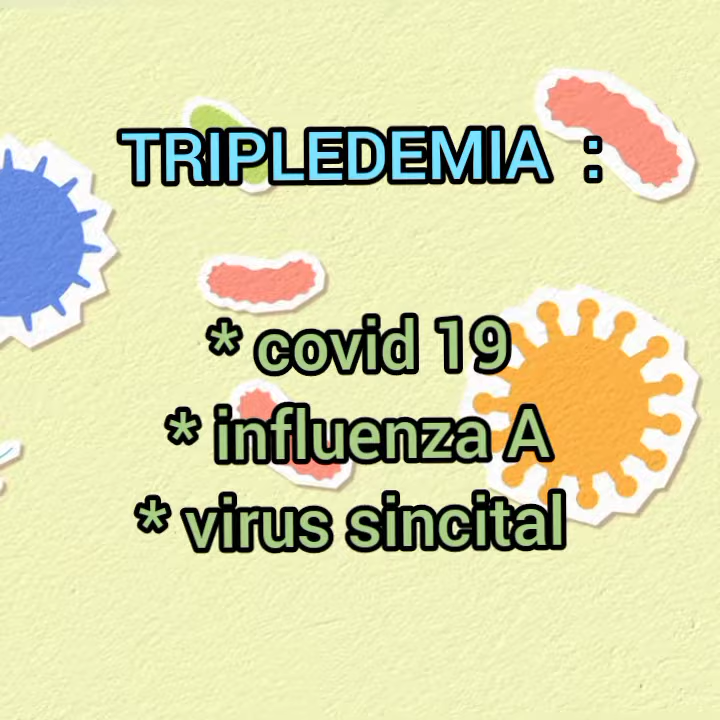 TRIPLEDEMIA :
* covid 19
* influenza A
* virus sincital